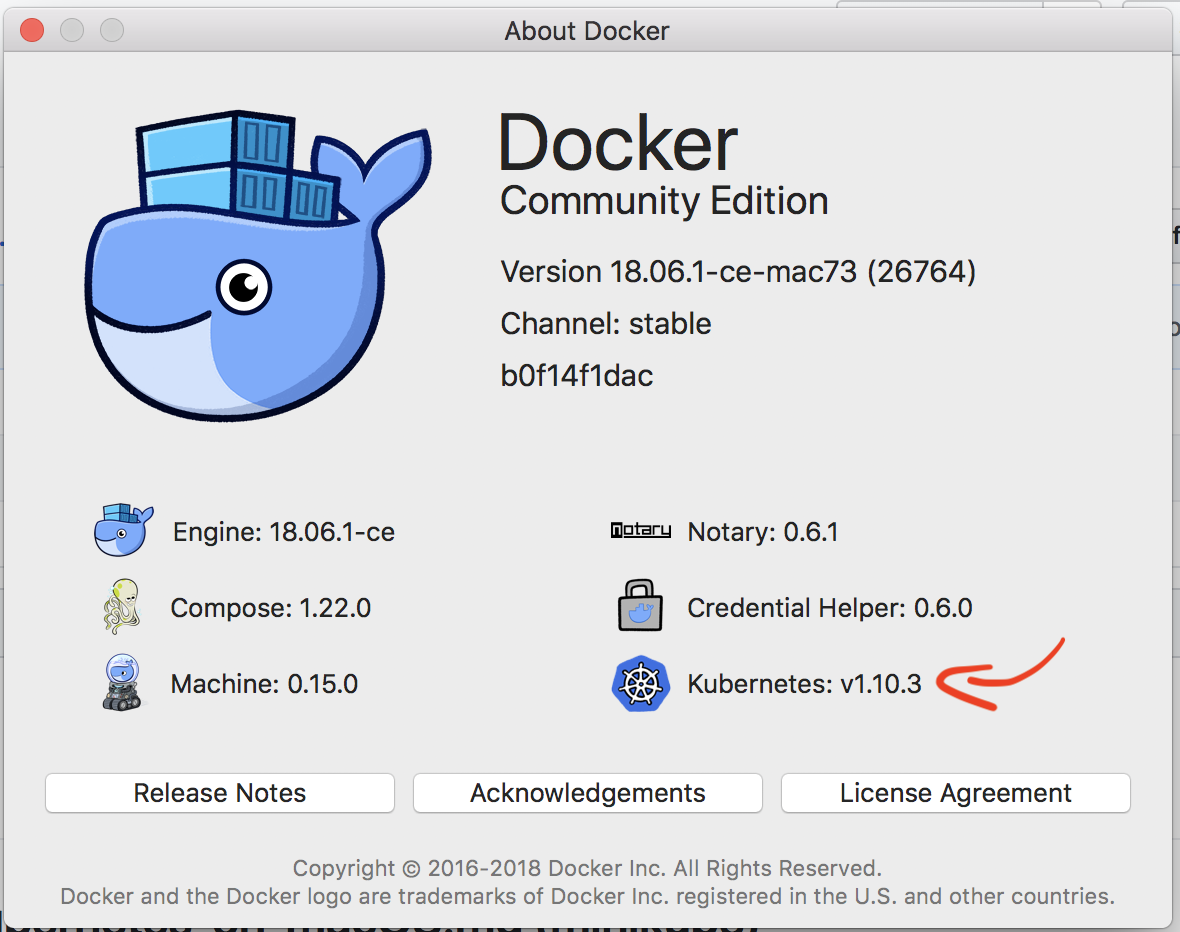 About Docker
Docker
Community Edition
Version 18.06.1-ce-mac73 (26764)
Channel: stable
b0f14f1dac
Engine: 18.06.1-ce
notary Notary: 0.6.1
Compose: 1.22.0
Credential Helper: 0.6.0
Machine: 0.15.0
Kubernetes: v1.10.3
Release Notes
Acknowledgements
License Agreement
Copyright © 2016-2018 Docker Inc. All Rights Reserved.
Docker and the Docker logo are trademarks of Docker Inc. registered in the U.S. and other countries.